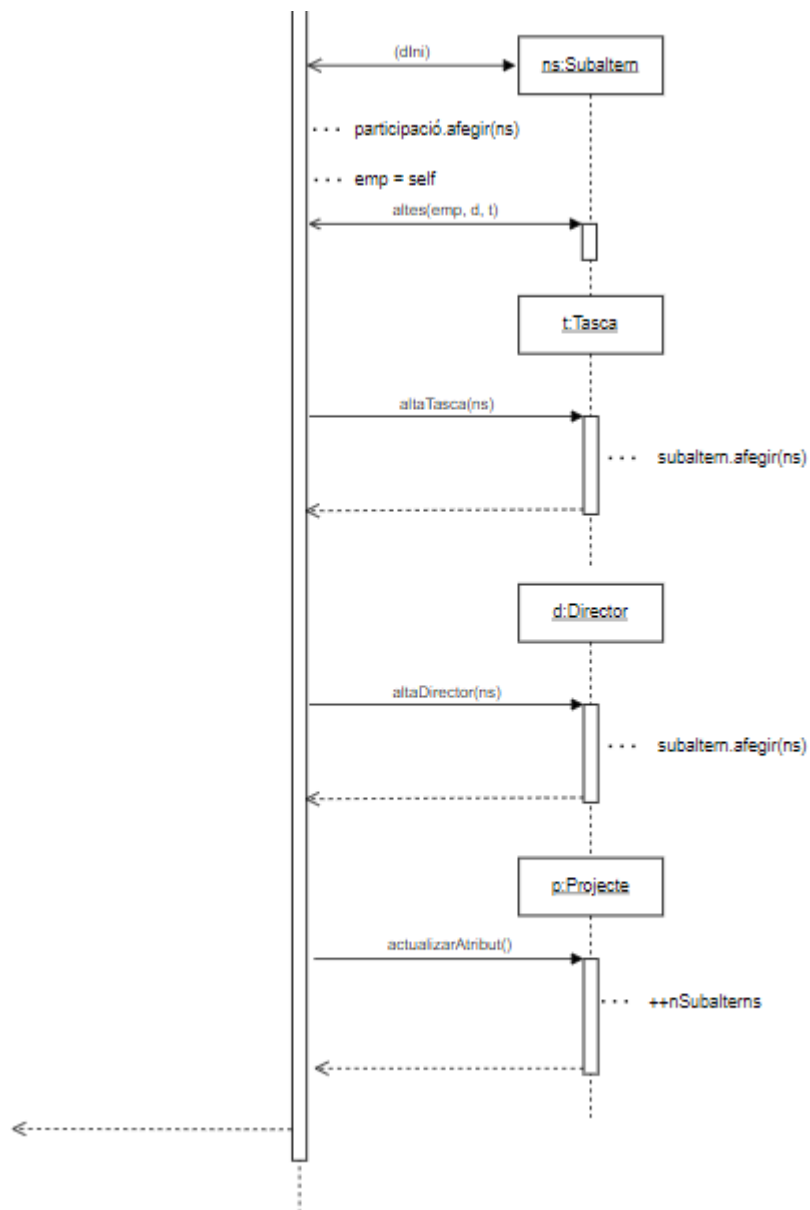 (dIni)
ns:Subaltern
participació.afegir(ns)
emp = self
altes(emp, d, t)
t:Tasca
altaTasca(ns)
subaltern.afegir(ns)
d:Director
altaDirector(ns)
subaltern.afegir(ns)
p:Projecte
actualizarAtribut()
++nSubalterns